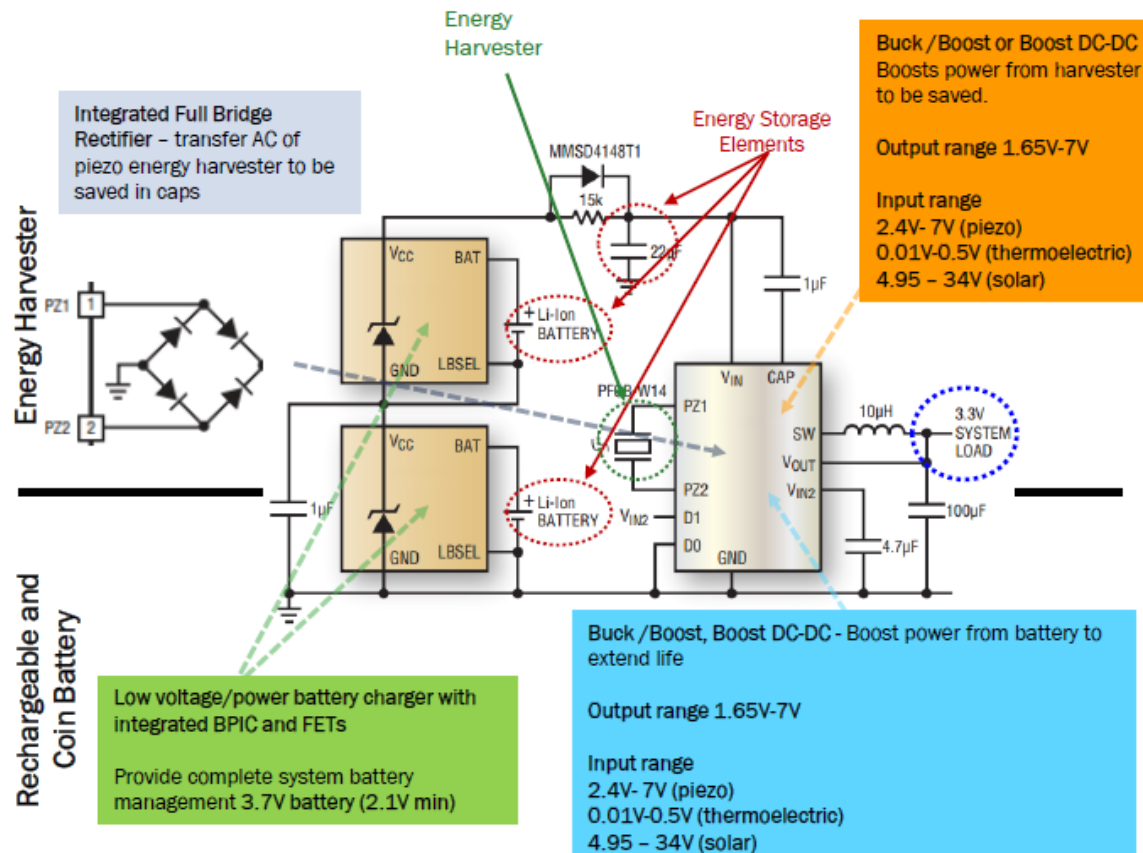 Energy
Harvester
Buck /Boost or Boost DC-DC
Boosts power from harvester
to be saved.
Output range 1.65V-7V
Input range
2.4V- 7V (piezo)
0.01V-0.5V (thermoelectric)
4.95 – 34V (solar)
Integrated Full Bridge
Rectifier – transfer AC of
piezo energy harvester to be
saved in caps
Energy Storage
Elements
MMSD4148T1
15k
22µF
1µF
Energy Harvester
PZ1
1
PZ2
2
VCC
BAT
GND
LBSEL
+ Li-Ion
BATTERY
VCC
BAT
GND
LBSEL
+ Li-Ion
BATTERY
1µF
W14
VIN
CAP
PZ1
PZ2
VIN2
D1
D0
GND
SW
VOUT
VIN2
10µH
3.3V
SYSTEM
LOAD
100µF
4.7µF
Rechargeable and
Coin Battery
Low voltage/power battery charger with
integrated BPIC and FETs
Provide complete system battery
management 3.7V battery (2.1V min)
Buck /Boost, Boost DC-DC - Boost power from battery to
extend life
Output range 1.65V-7V
Input range
2.4V- 7V (piezo)
0.01V-0.5V (thermoelectric)
4.95 – 34V (solar)